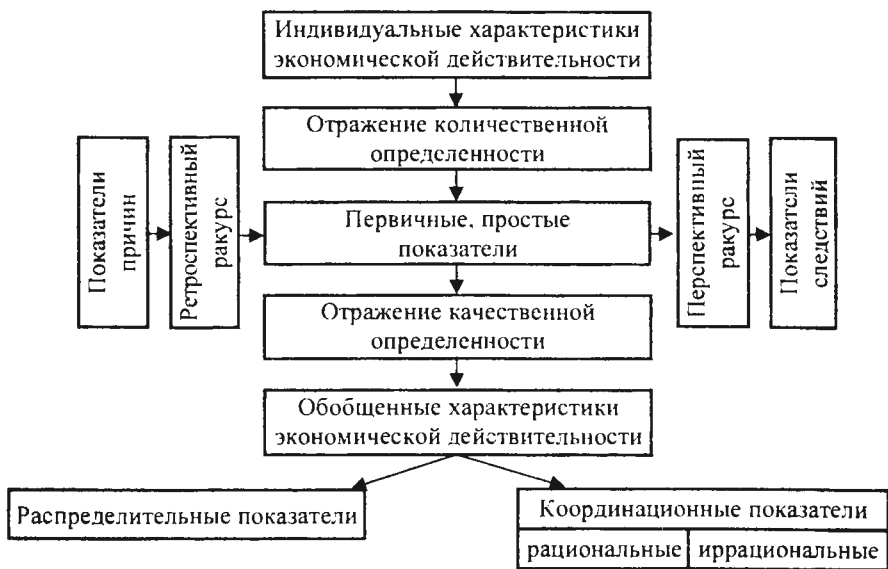 Индивидуальные характеристики
экономической действительности
Отражение количественной
определенности
Показатели
причин
Ретроспективный
ракурс
Первичные, простые
показатели
Перспективный
ракурс
Показатели
следствий
Отражение качественной
определенности
Обобщенные характеристики
экономической действительности
Распределительные показатели
Координационные показатели
рациональные
иррациональные